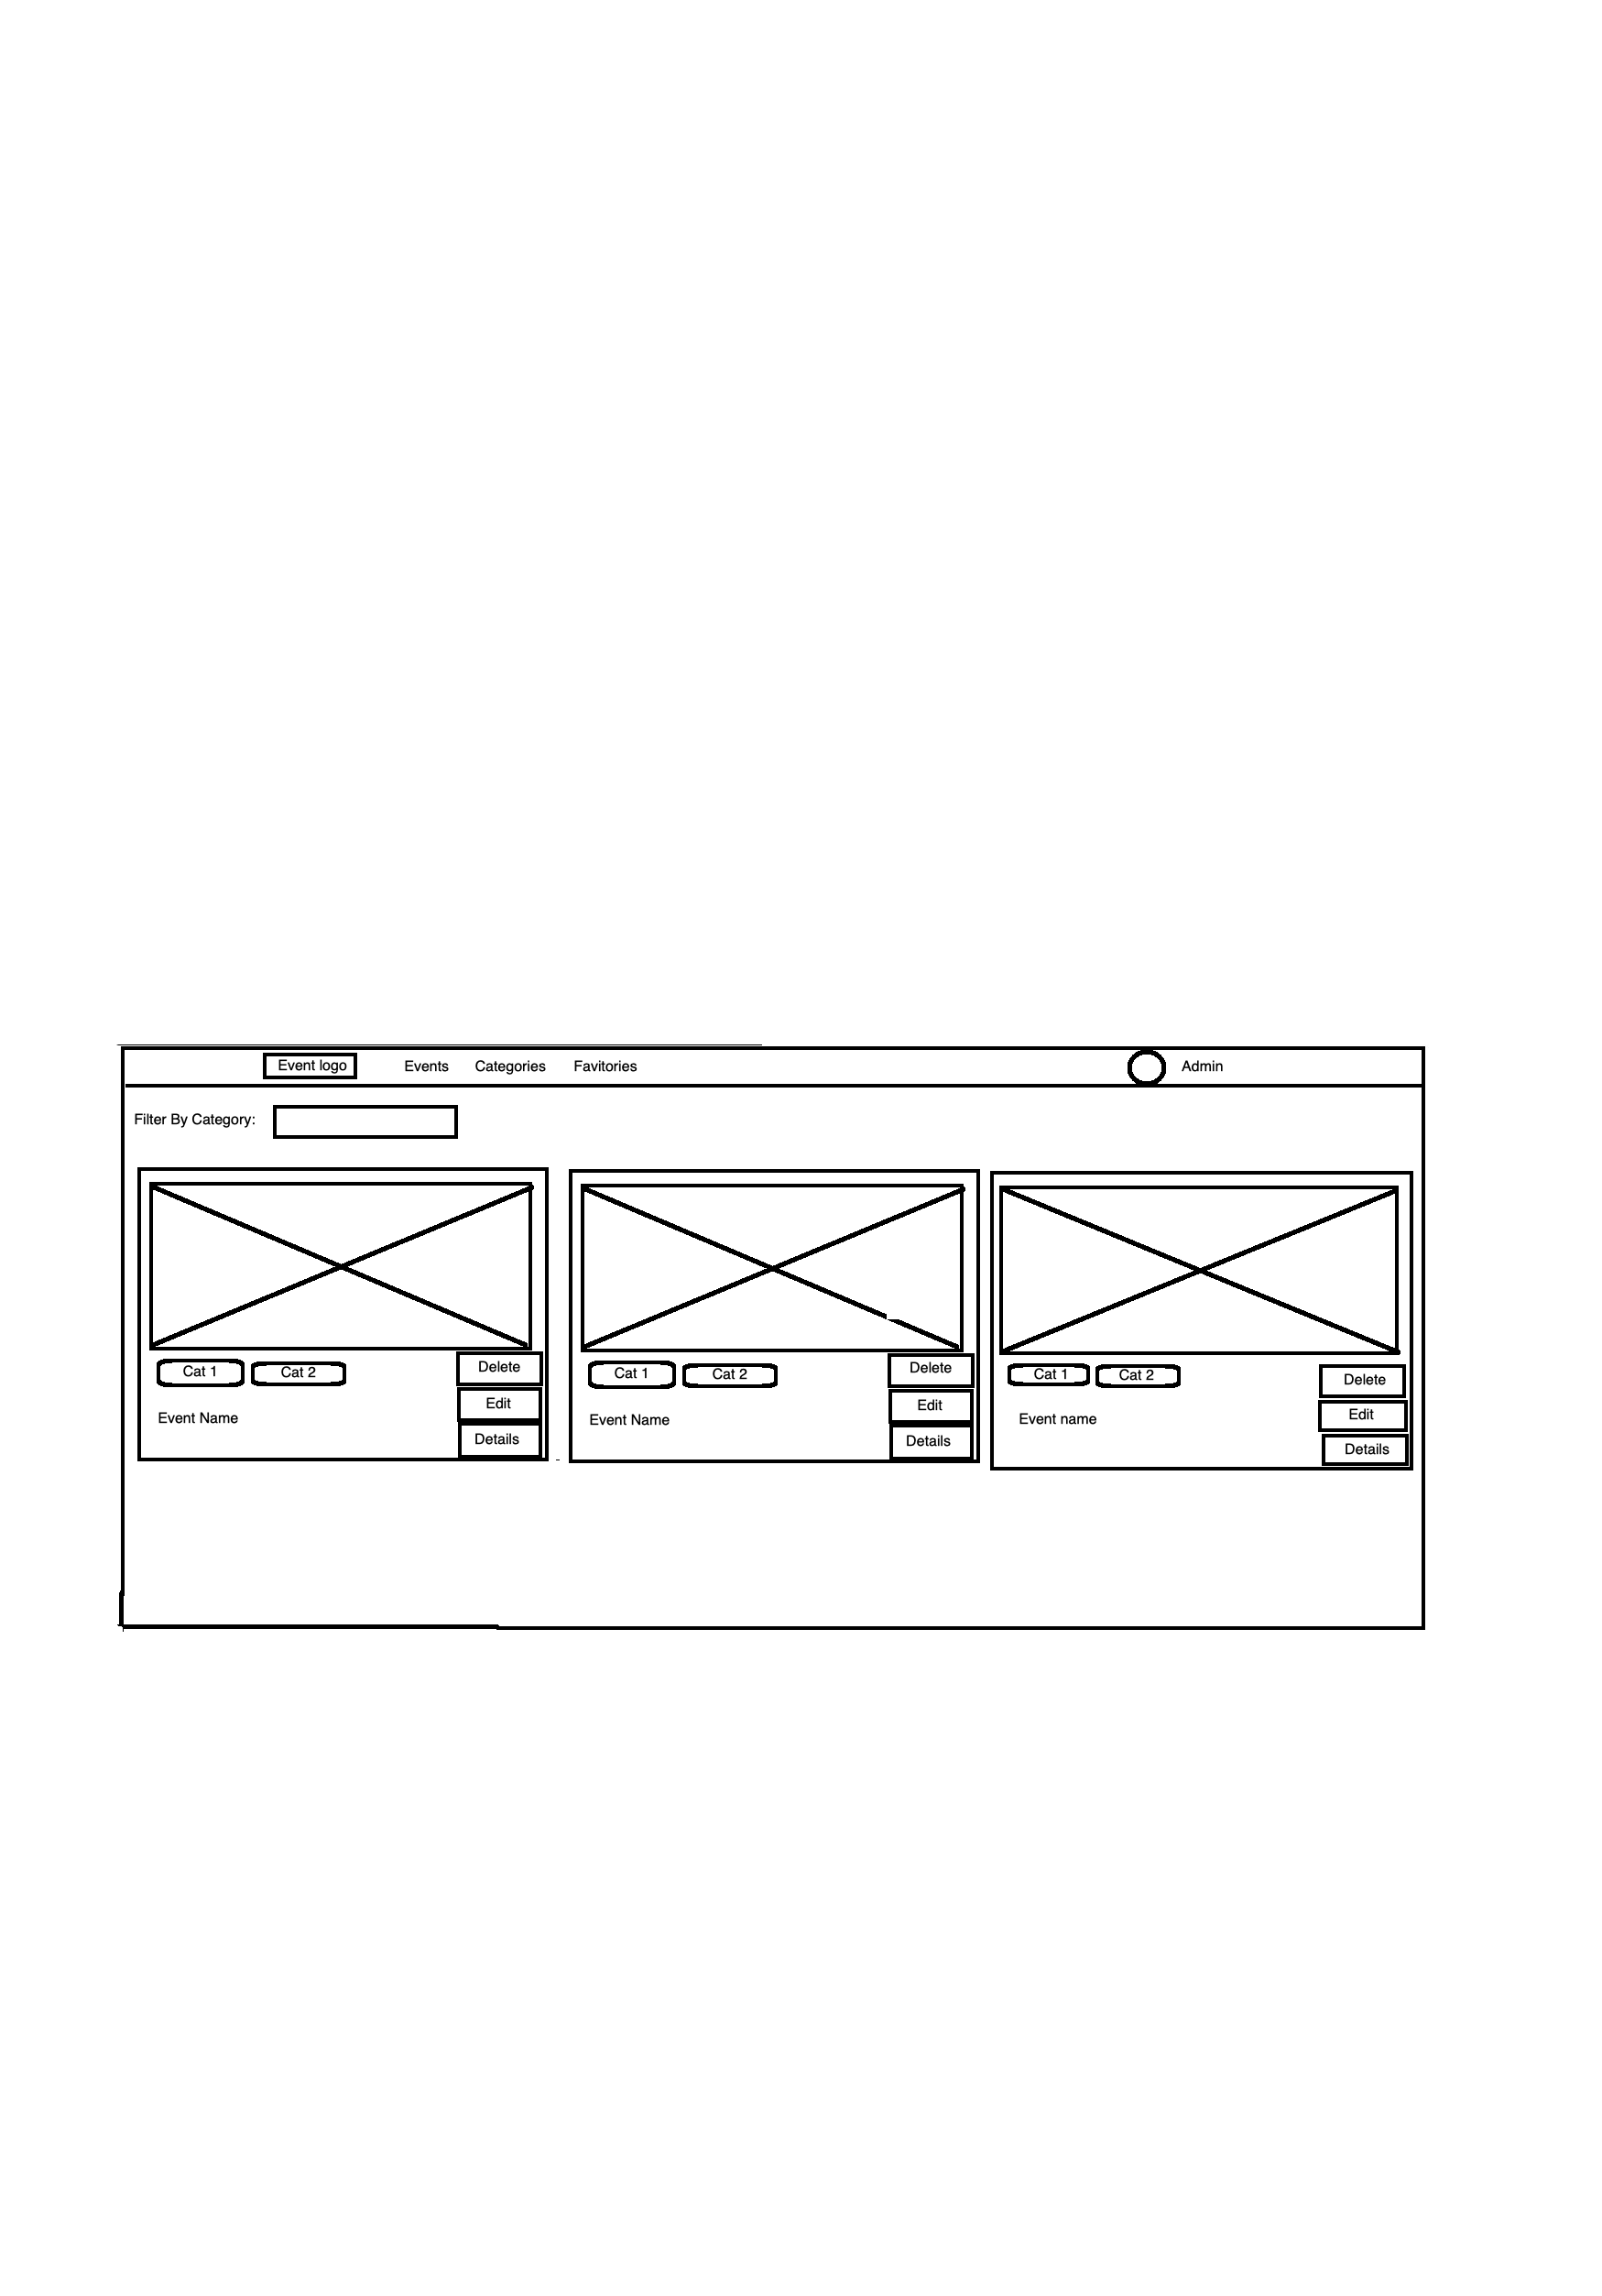 Event logo Events Categories Favitories Admin
Filter By Category:
Cat 1 Cat 2 Delete
Edit
Event Name
Details
Cat 1 Cat 2 Delete
Edit
Event Name
Details
Cat 1 Cat 2 Delete
Edit
Event name
Details